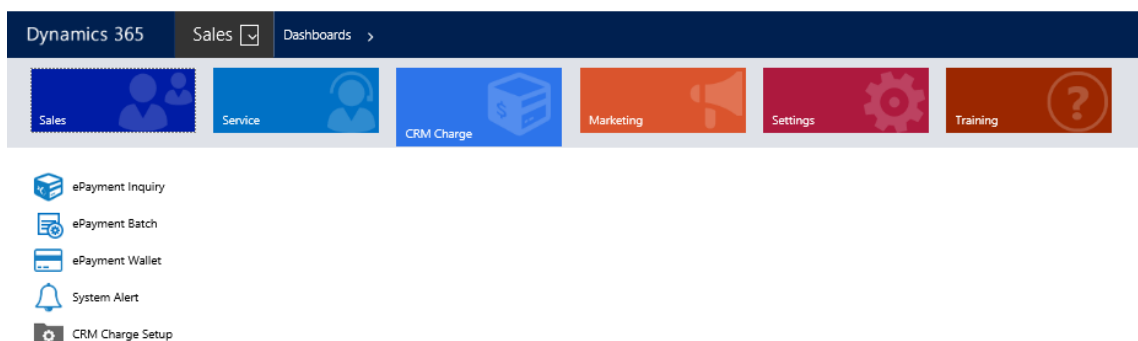 Dynamics 365 Sales Dashboards >
Sales Service CRM Charge Marketing Settings Training
ePayment Inquiry
ePayment Batch
ePayment Wallet
System Alert
CRM Charge Setup